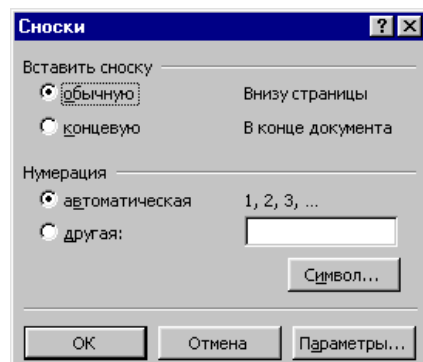 Сноски
Вставить сноску
обычную Внизу страницы
концевую В конце документа
Нумерация
автоматическая 1, 2, 3, ...
другая:
Символ...
ОК Отмена Параметры...